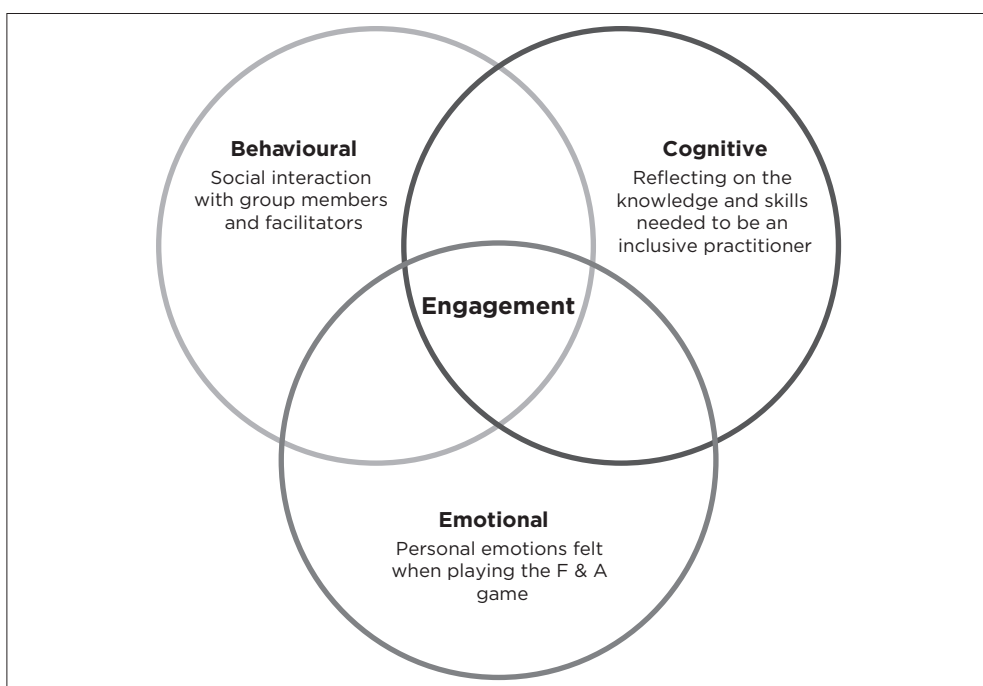 Behavioural
Social interaction
with group members
and facilitators
Cognitive
Reflecting on the
knowledge and skills
needed to be an
inclusive practitioner
Engagement
Emotional
Personal emotions felt
when playing the F & A
game